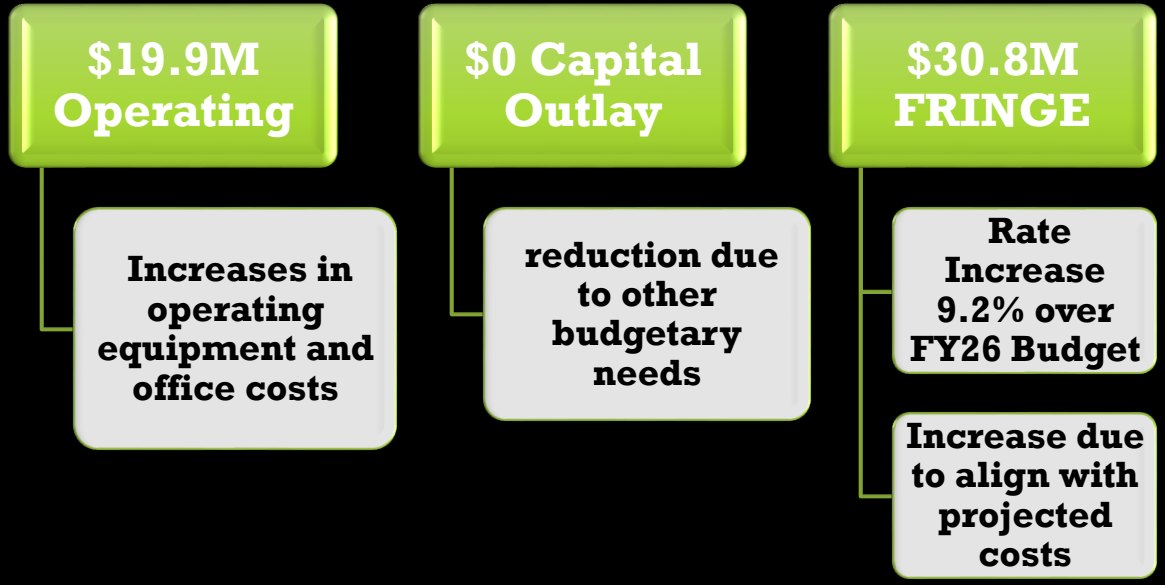 $19.9M
Operating
Increases in
operating
equipment and
office costs
$0 Capital
Outlay
reduction due
to other
budgetary
needs
$30.8M
FRINGE
Rate
Increase
9.2% over
FY26 Budget
Increase due
to align with
projected
costs